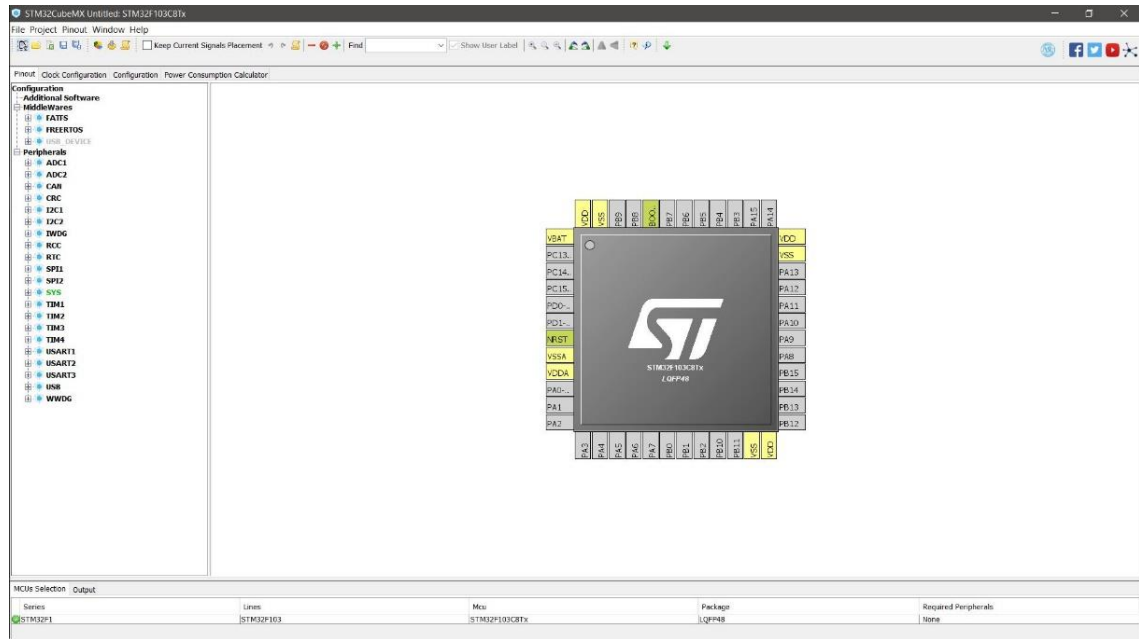 STM32CubeMX Untitled: STM32F103C8Tx
File Project Pinout Window Help
Keep Current Signals Placement Find Show User Label
Pinout Clock Configuration Configuration Power Consumption Calculator
Configuration
Additional Software
MiddleWares
FATFS
FREERTOS
USB_DEVICE
Peripherals
ADC1
ADC2
CAN
CRC
I2C1
I2C2
IWDG
RCC
RTC
SPI1
SPI2
SYS
TIM1
TIM2
TIM3
TIM4
USART1
USART2
USART3
USB
WWDG
VDD VSS PB9 PB8 BOO.. PB7 PB6 PB5 PB4 PB3 PA15 PA14
VBAT VDD
PC13.. VSS
PC14.. PA13
PC15.. PA12
PD0-.. PA11
PD1-.. PA10
NRST PA9
VSSA PA8
VDDA PB15
PA0-.. PB14
PA1 PB13
PA2 PB12
ST
STM32F103C8Tx
LQFP48
PA3 PA4 PA5 PA6 PA7 PB0 PB1 PB2 PB10 PB11 VSS VDD
MCUs Selection Output
Series Lines Mcu Package Required Peripherals
STM32F1 STM32F103 STM32F103C8Tx LQFP48 None